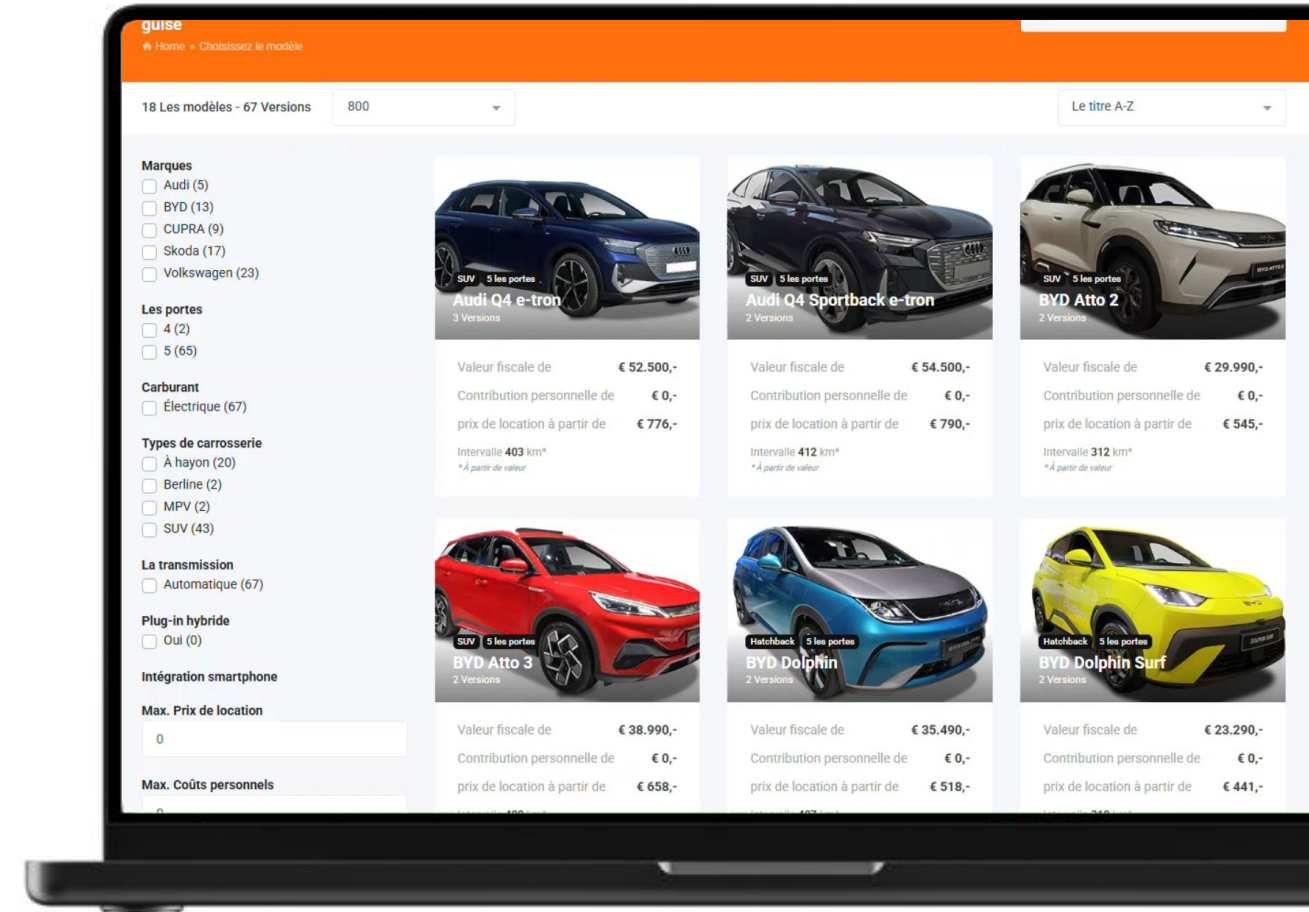 guise
Home » Choisissez le modèle
18 Les modèles - 67 Versions
800
Le titre A-Z
Marques
Audi (5)
BYD (13)
CUPRA (9)
Skoda (17)
Volkswagen (23)
Les portes
4 (2)
5 (65)
Carburant
Électrique (67)
Types de carrosserie
À hayon (20)
Berline (2)
MPV (2)
SUV (43)
La transmission
Automatique (67)
Plug-in hybride
Oui (0)
Intégration smartphone
Max. Prix de location
0
Max. Coûts personnels
SUV 5 les portes
Audi Q4 e-tron
3 Versions
Valeur fiscale de € 52.500,-
Contribution personnelle de € 0,-
prix de location à partir de € 776,-
Intervalle 403 km*
* À partir de valeur
SUV 5 les portes
Audi Q4 Sportback e-tron
2 Versions
Valeur fiscale de € 54.500,-
Contribution personnelle de € 0,-
prix de location à partir de € 790,-
Intervalle 412 km*
* À partir de valeur
BYD ATTO 2
SUV 5 les portes
BYD Atto 2
2 Versions
Valeur fiscale de € 29.990,-
Contribution personnelle de € 0,-
prix de location à partir de € 545,-
Intervalle 312 km*
* À partir de valeur
SUV 5 les portes
BYD Atto 3
2 Versions
Valeur fiscale de € 38.990,-
Contribution personnelle de € 0,-
prix de location à partir de € 658,-
Hatchback 5 les portes
BYD Dolphin
2 Versions
Valeur fiscale de € 35.490,-
Contribution personnelle de € 0,-
prix de location à partir de € 518,-
Hatchback 5 les portes
BYD Dolphin Surf
2 Versions
Valeur fiscale de € 23.290,-
Contribution personnelle de € 0,-
prix de location à partir de € 441,-